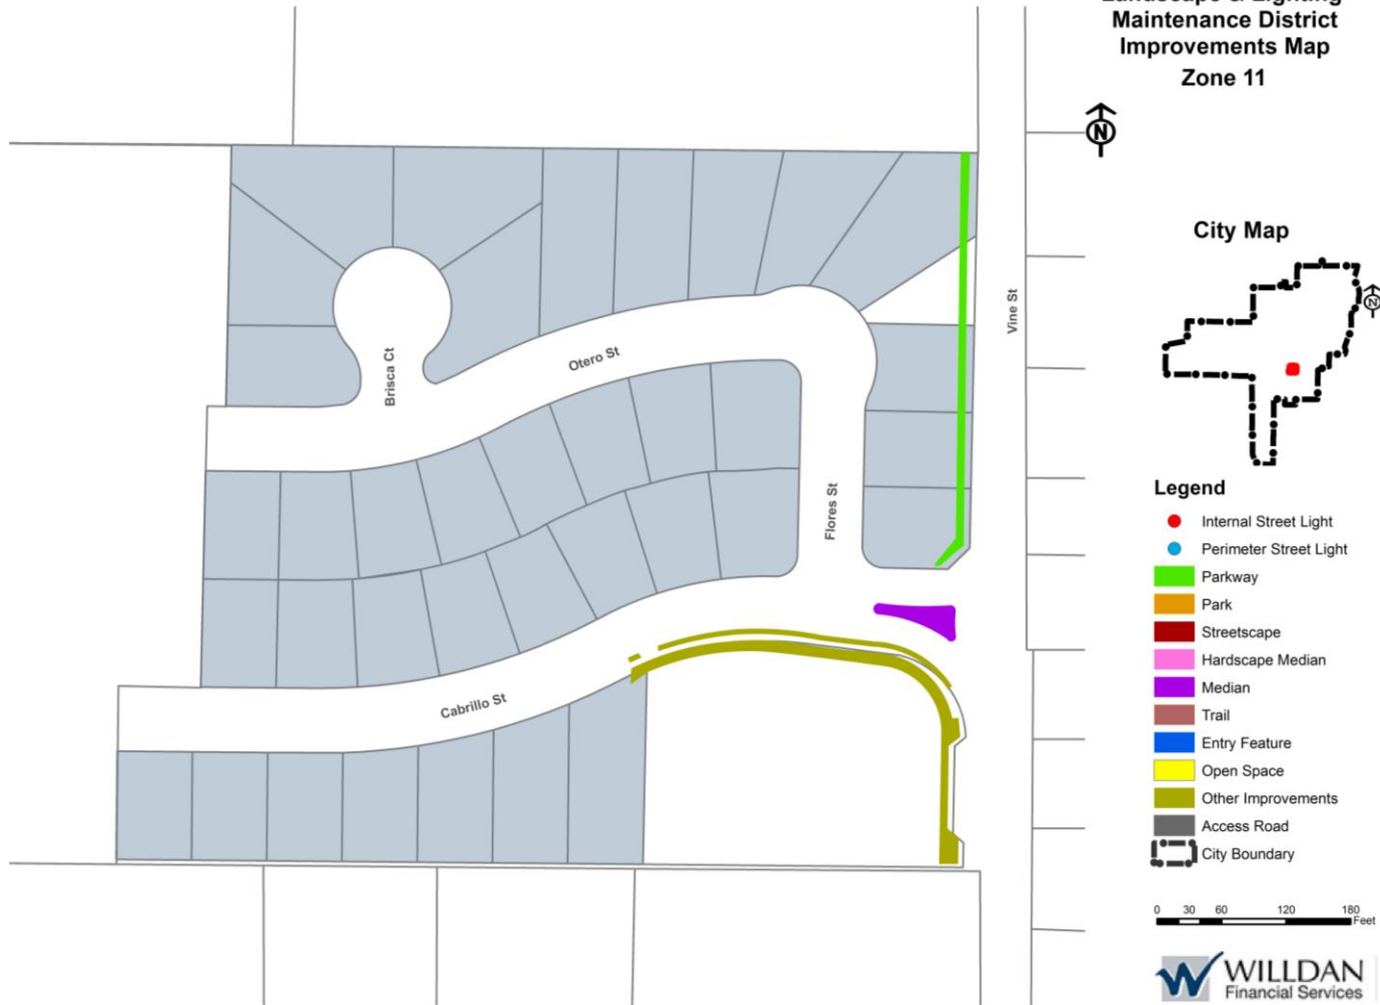 Landscape & Lighting
Maintenance District
Improvements Map
Zone 11
N
City Map
N
Vine St
Otero St
Brisca Ct
Flores St
Cabrillo St
Legend
Internal Street Light
Perimeter Street Light
Parkway
Park
Streetscape
Hardscape Median
Median
Trail
Entry Feature
Open Space
Other Improvements
Access Road
City Boundary
0 30 60 120 180
Feet
WILLDAN
Financial Services